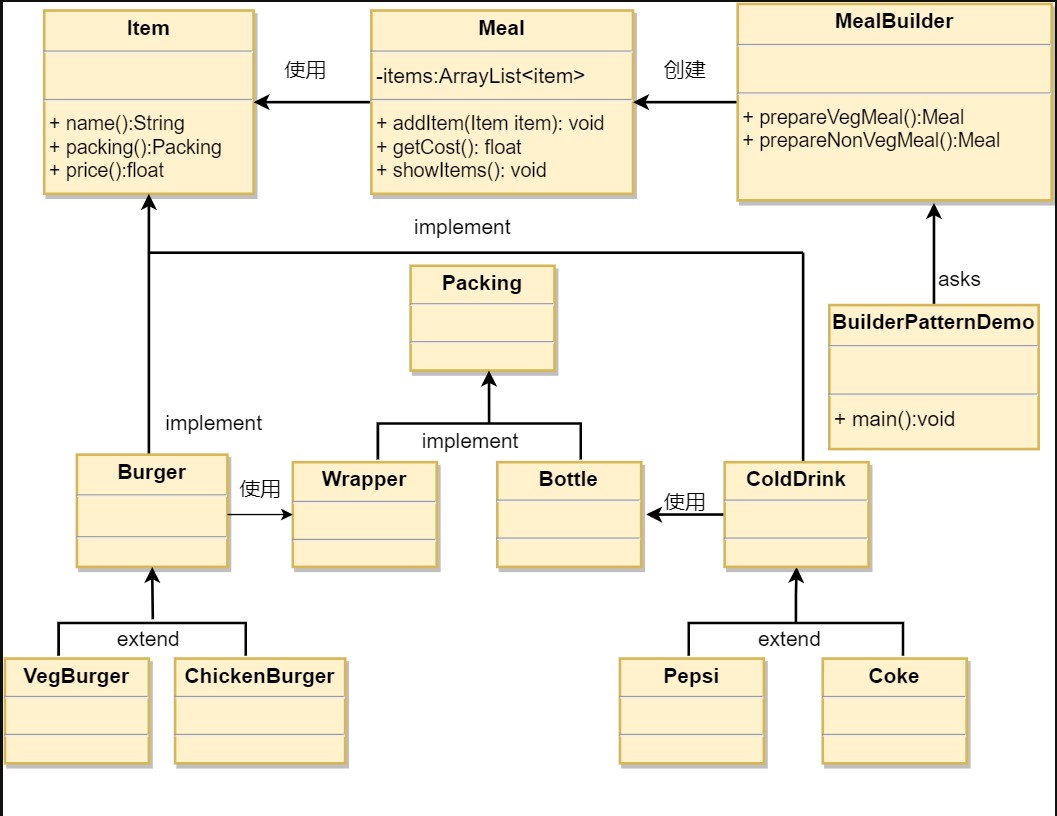 Item
+ name():String
+ packing():Packing
+ price():float
使用
Meal
-items:ArrayList<item>
+ addItem(Item item): void
+ getCost(): float
+ showItems(): void
创建
MealBuilder
+ prepareVegMeal():Meal
+ prepareNonVegMeal():Meal
implement
asks
Packing
BuilderPatternDemo
+ main():void
implement
implement
Burger
使用
Wrapper
Bottle
使用
ColdDrink
extend
extend
VegBurger
ChickenBurger
Pepsi
Coke